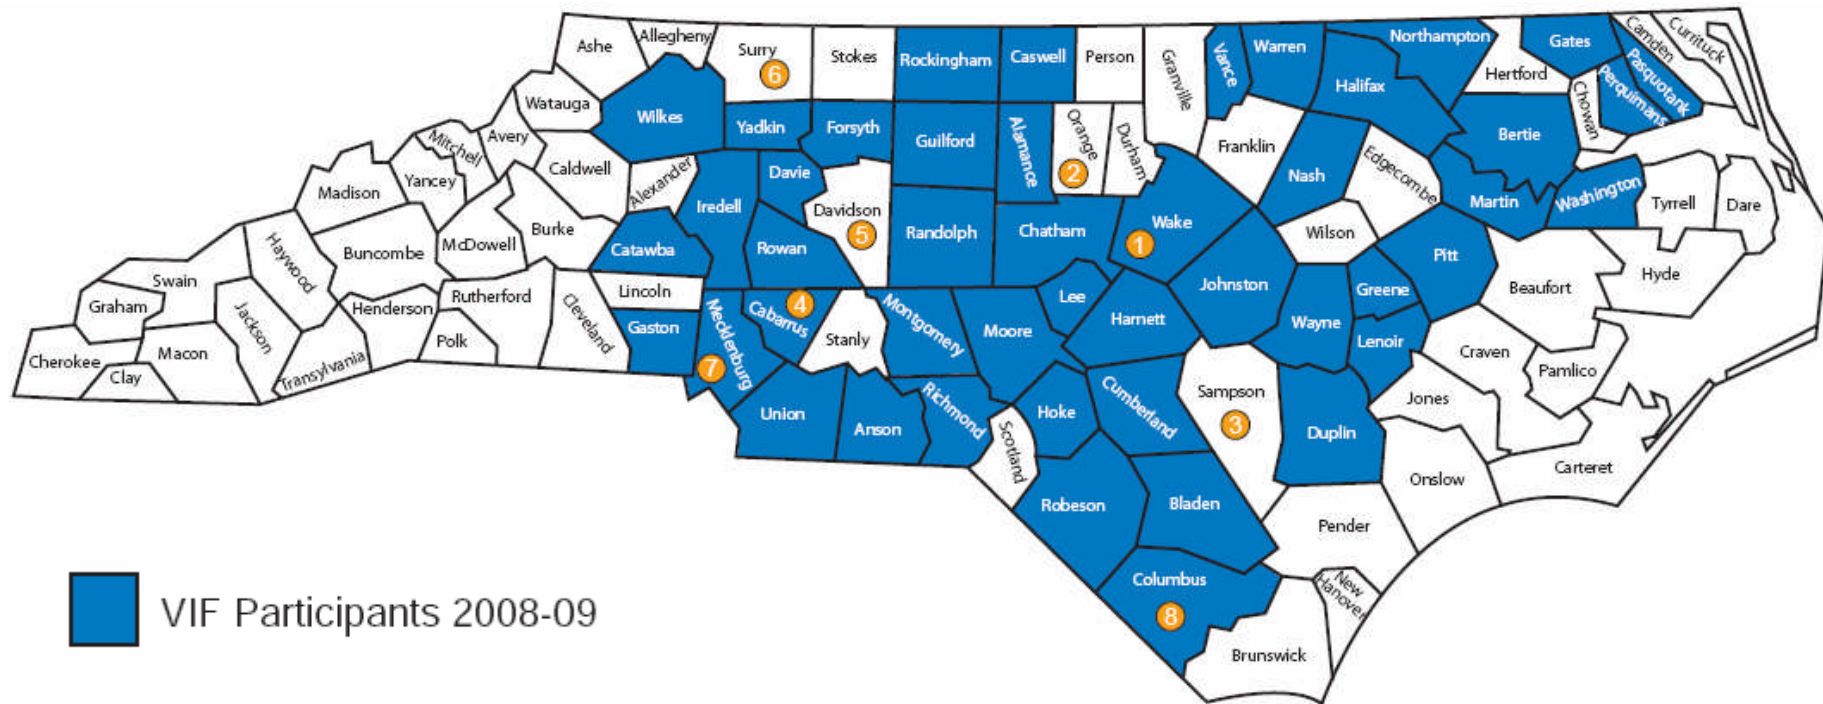 Ashe
Allegheny
Surry
6
Stokes
Rockingham
Caswell
Person
Granville
Vance
Warren
Northampton
Halifax
Hertford
Gates
Camden
Currituck
Pasquotank
Perquimans
Chowan
Bertie
Watauga
Wilkes
Yadkin
Forsyth
Guilford
Alamance
Orange
2
Durham
Franklin
Nash
Edgecombe
Martin
Washington
Tyrrell
Dare
Mitchell
Avery
Caldwell
Alexander
Davie
Iredell
Davidson
5
Randolph
Chatham
Wake
1
Wilson
Pitt
Madison
Yancey
Burke
McDowell
Catawba
Rowan
Johnston
Greene
Beaufort
Hyde
Haywood
Buncombe
Swain
Graham
Jackson
Henderson
Rutherford
Cleveland
Lincoln
Gaston
Mecklenburg
7
Cabarrus
4
Stanly
Montgomery
Moore
Lee
Harnett
Wayne
Lenoir
Craven
Pamlico
Cherokee
Macon
Clay
Transylvania
Polk
Union
Anson
Richmond
Scotland
Hoke
Cumberland
Sampson
3
Duplin
Jones
Onslow
Carteret
Robeson
Bladen
Pender
Columbus
8
New
Hanover
Brunswick
VIF Participants 2008-09